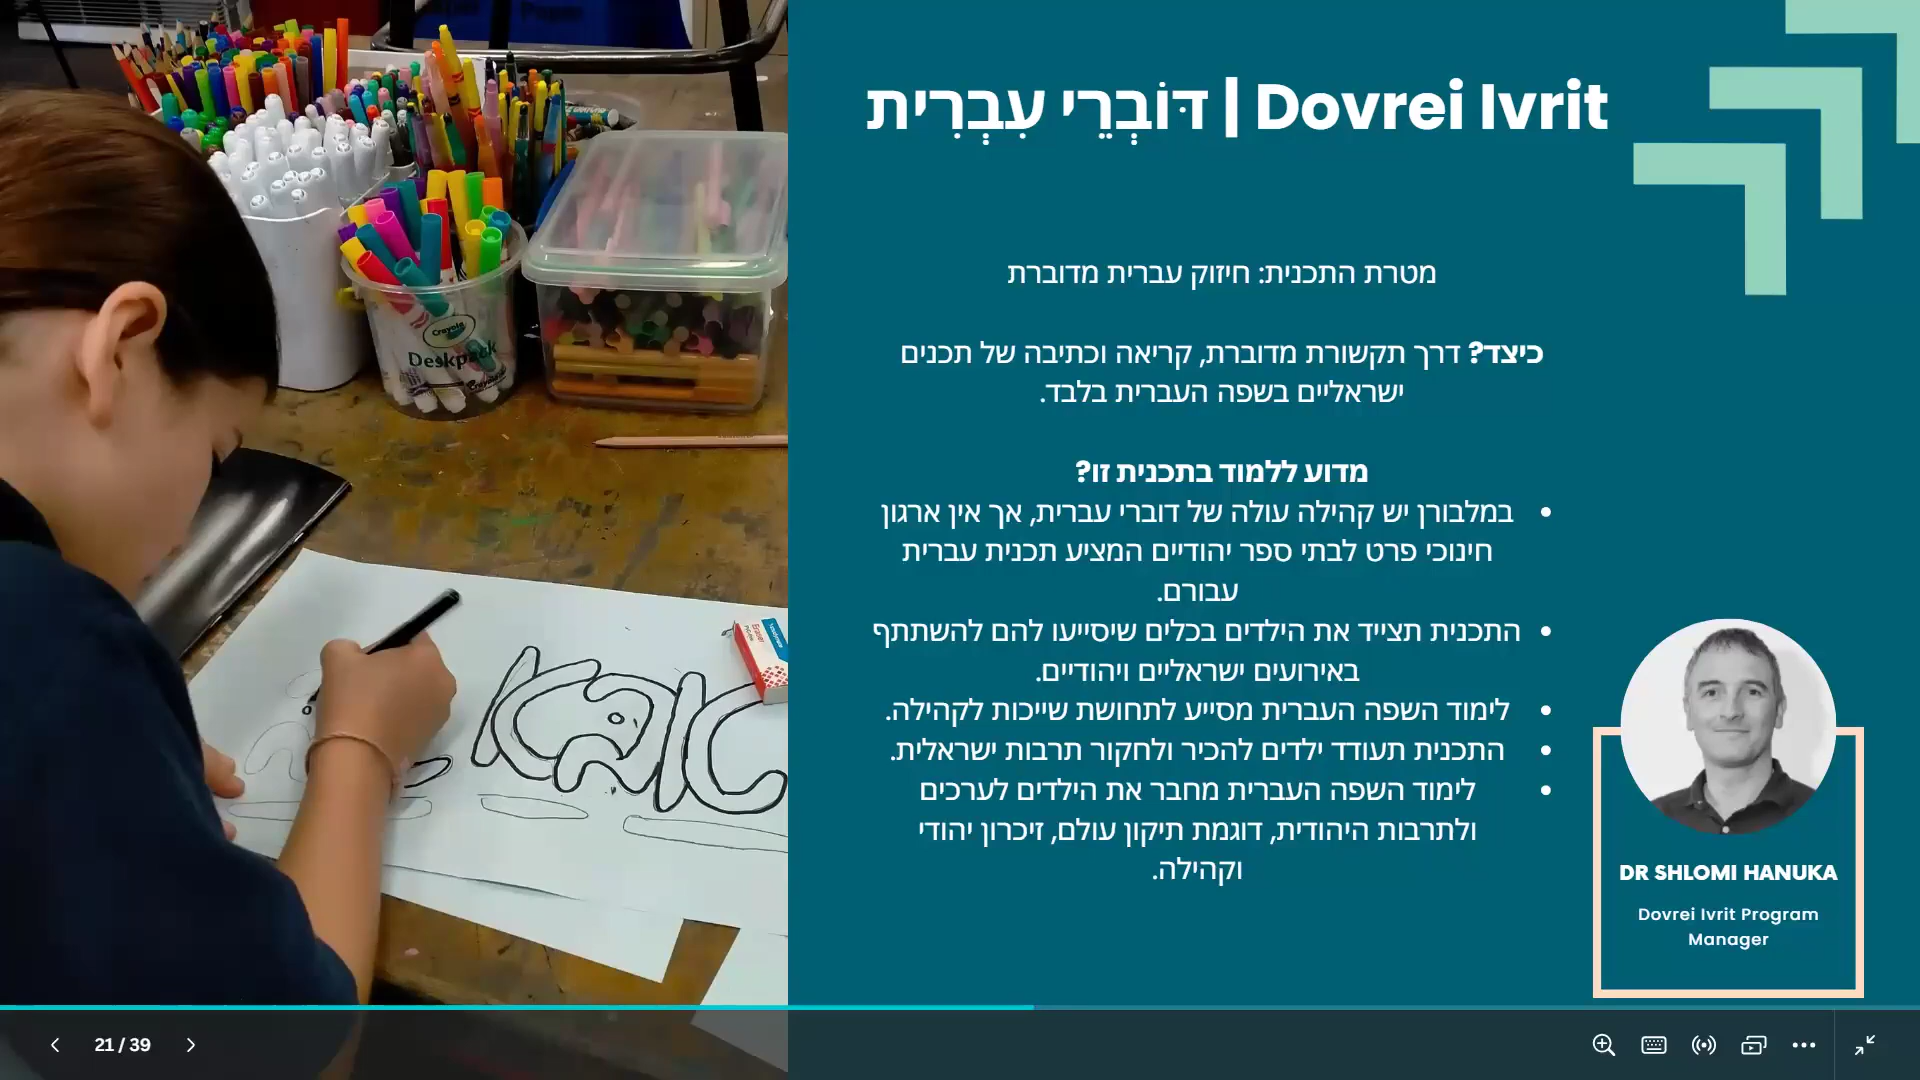 דּוֹבְרֵי עִבְרִית | Dovrei Ivrit
מטרת התכנית: חיזוק עברית מדוברת
כיצד? דרך תקשורת מדוברת, קריאה וכתיבה של תכנים
ישראליים בשפה העברית בלבד.
מדוע ללמוד בתכנית זו?
• במלבורן יש קהילה עולה של דוברי עברית, אך אין ארגון
חינוכי פרט לבתי ספר יהודיים המציע תכנית עברית
עבורם.
• התכנית תצייד את הילדים בכלים שיסייעו להם להשתתף
באירועים ישראליים ויהודיים.
• לימוד השפה העברית מסייע לתחושת שייכות לקהילה.
• התכנית תעודד ילדים להכיר ולחקור תרבות ישראלית.
• לימוד השפה העברית מחבר את הילדים לערכים
ולתרבות היהודית, דוגמת תיקון עולם, זיכרון יהודי
וקהילה.
DR SHLOMI HANUKA
Dovrei Ivrit Program
Manager
Crayola
Deskpack
Eraser
21 / 39